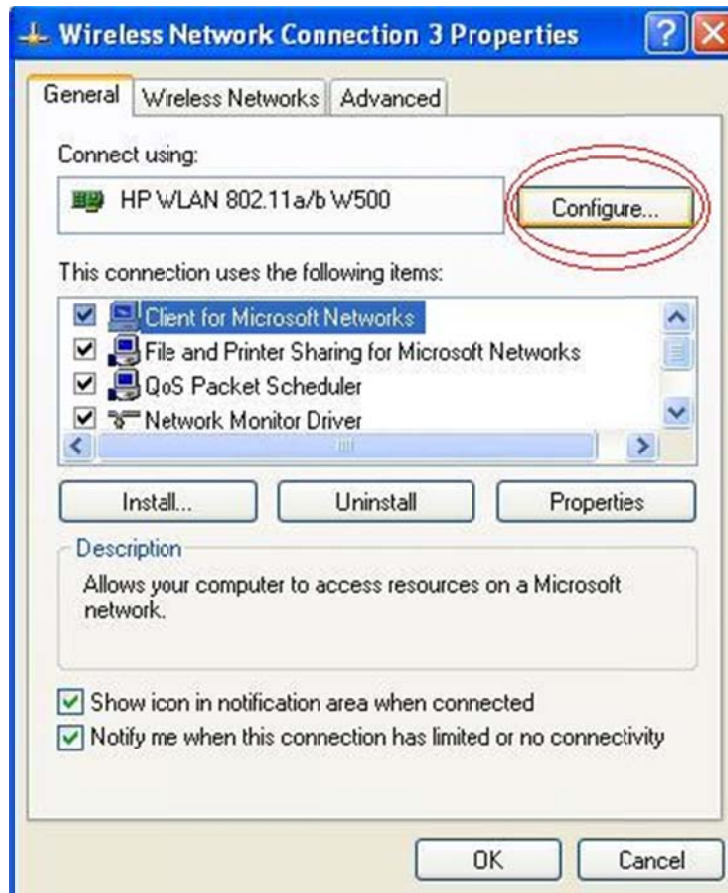 Wireless Network Connection 3 Properties
General Wireless Networks Advanced
Connect using:
HP WLAN 802.11a/b W500
Configure...
This connection uses the following items:
Client for Microsoft Networks
File and Printer Sharing for Microsoft Networks
QoS Packet Scheduler
Network Monitor Driver
Install... Uninstall Properties
Description
Allows your computer to access resources on a Microsoft
network.
Show icon in notification area when connected
Notify me when this connection has limited or no connectivity
OK Cancel